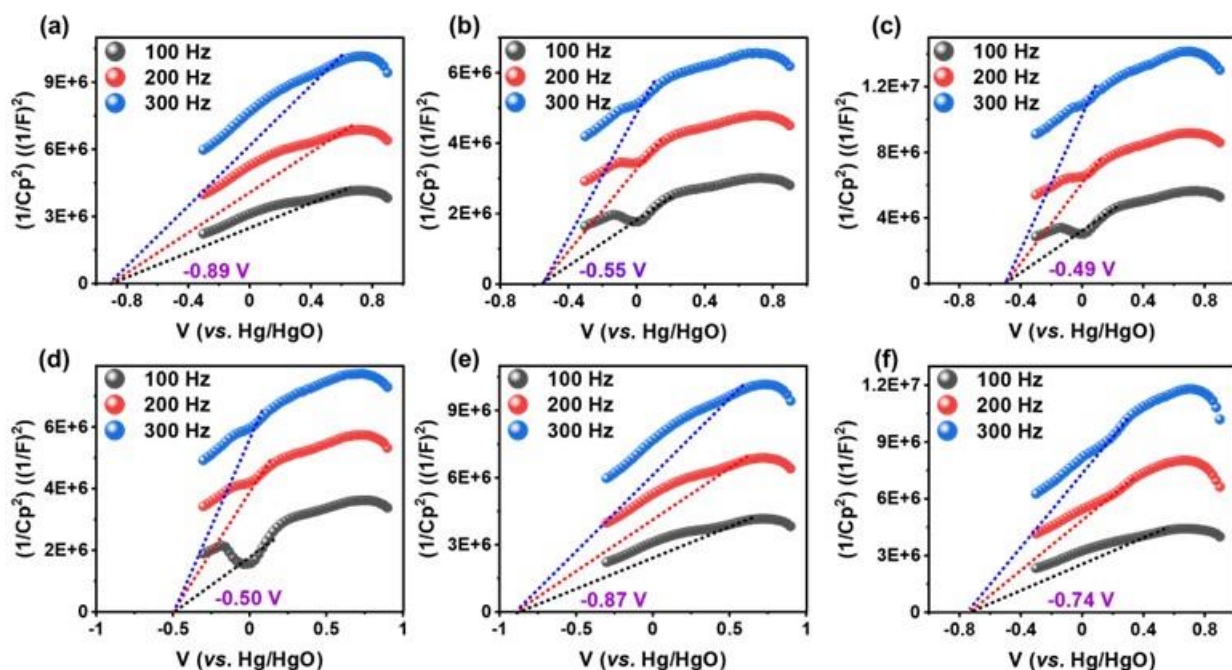 (a)
100 Hz
200 Hz
300 Hz
-0.89 V
(1/Cp²) ((1/F)²)
9E+6
6E+6
3E+6
0
-0.8 -0.4 0 0.4 0.8
V (vs. Hg/HgO)
(b)
100 Hz
200 Hz
300 Hz
-0.55 V
(1/Cp²) ((1/F)²)
6E+6
4E+6
2E+6
0
-0.8 -0.4 0 0.4 0.8
V (vs. Hg/HgO)
(c)
100 Hz
200 Hz
300 Hz
-0.49 V
(1/Cp²) ((1/F)²)
1.2E+7
8E+6
4E+6
0
-0.8 -0.4 0 0.4 0.8
V (vs. Hg/HgO)
(d)
100 Hz
200 Hz
300 Hz
-0.50 V
(1/Cp²) ((1/F)²)
6E+6
4E+6
2E+6
0
-1 -0.5 0 0.5 1
V (vs. Hg/HgO)
(e)
100 Hz
200 Hz
300 Hz
-0.87 V
(1/Cp²) ((1/F)²)
9E+6
6E+6
3E+6
0
-1 -0.5 0 0.5 1
V (vs. Hg/HgO)
(f)
100 Hz
200 Hz
300 Hz
-0.74 V
(1/Cp²) ((1/F)²)
1.2E+7
9E+6
6E+6
3E+6
0
-0.8 -0.4 0 0.4 0.8
V (vs. Hg/HgO)